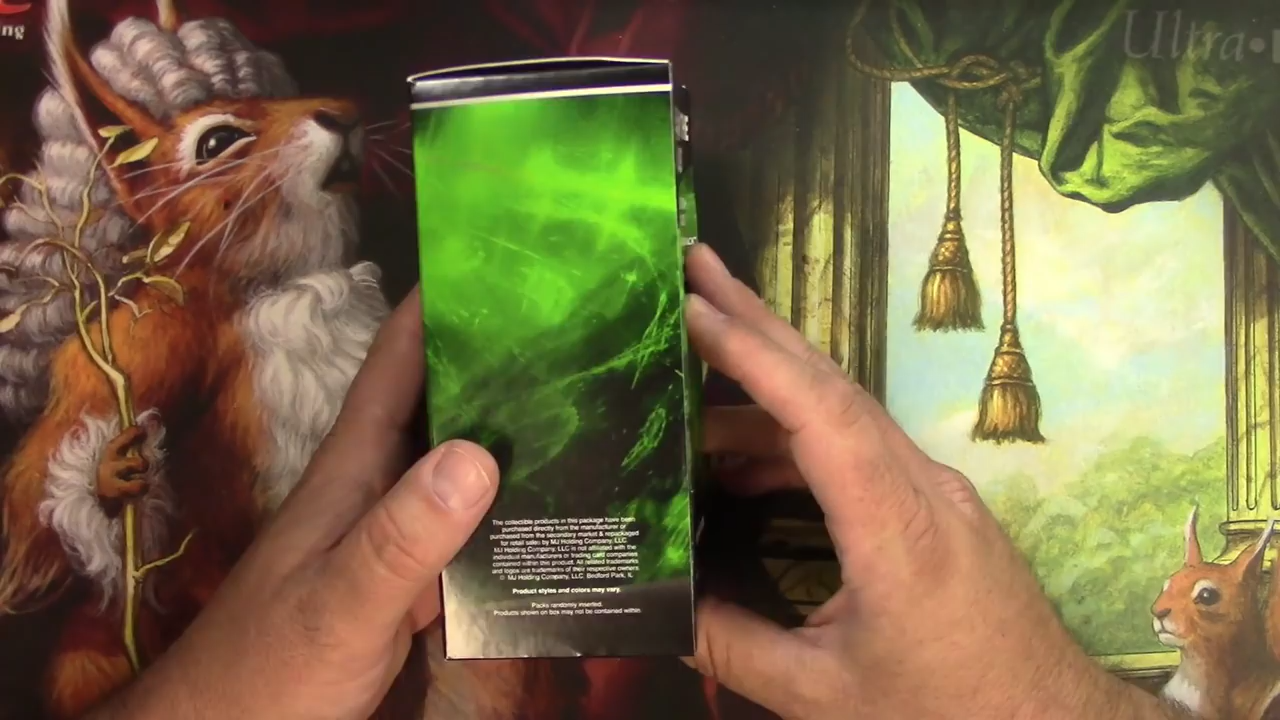 ng
Ultra
The collectible products in this package have been
purchased directly from the manufacturer or
purchased from the secondary market & repackaged
for retail sales by MJ Holding Company, LLC
MJ Holding Company, LLC is not affiliated with the
individual manufacturers or trading card companies
contained within this product. All related trademarks
and logos are trademarks of their respective owners
© MJ Holding Company, LLC, Bedford Park, IL
Product styles and colors may vary.
Packs randomly inserted.
Products shown on box may not be contained within